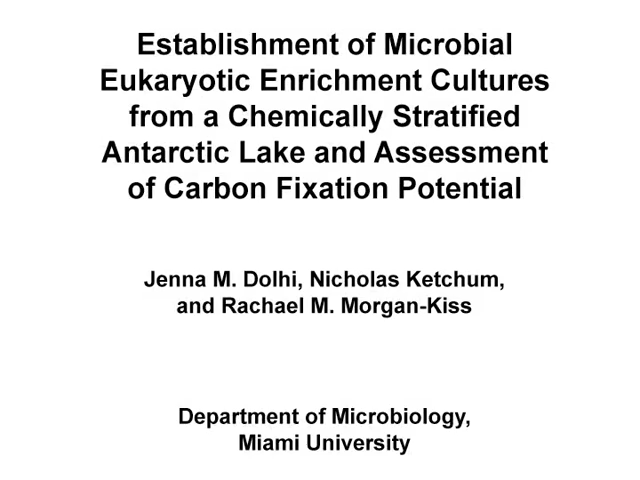 Establishment of Microbial
Eukaryotic Enrichment Cultures
from a Chemically Stratified
Antarctic Lake and Assessment
of Carbon Fixation Potential
Jenna M. Dolhi, Nicholas Ketchum,
and Rachael M. Morgan-Kiss
Department of Microbiology,
Miami University